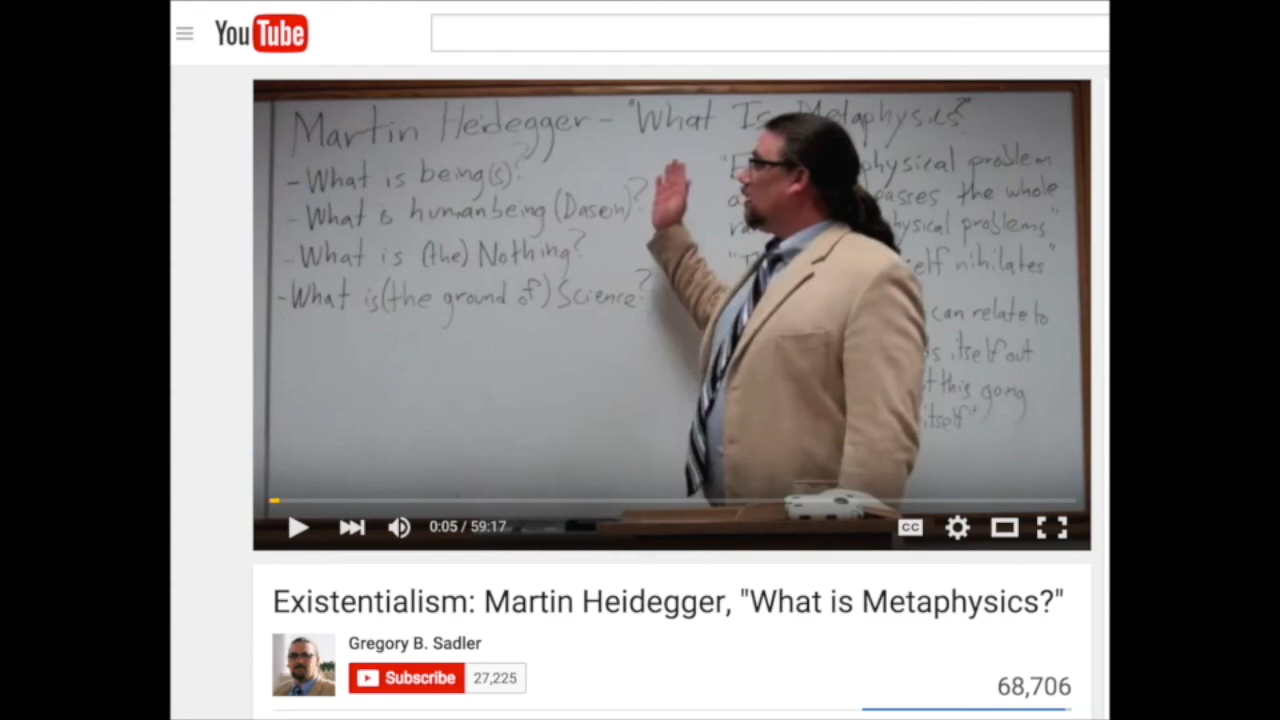 YouTube
Martin Heidegger - "What Is Metaphysics?"
- What is being(s)?
- What is human being (Dasein)?
- What is (the) Nothing?
- What is (the ground of) Science?
physical problem
passes the whole
physical problems"
self nihilates"
can relate to
itself out
this going
itself"
0:05 / 59:17
CC
Existentialism: Martin Heidegger, "What is Metaphysics?"
Gregory B. Sadler
Subscribe 27,225
68,706